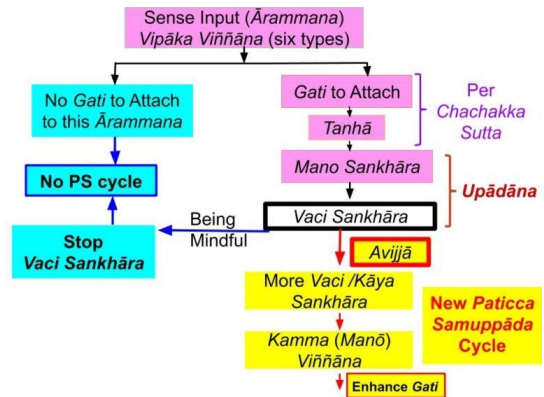 Sense Input (Ārammana)
Vipāka Viññāna (six types)
No Gati to Attach
to this Ārammana
Gati to Attach
Tanhā
Per
Chachakka
Sutta
No PS cycle
Mano Sankhāra
Upādāna
Vaci Sankhāra
Being
Mindful
Stop
Vaci Sankhāra
Avijjā
More Vaci /Kāya
Sankhāra
New Paticca
Samuppāda
Cycle
Kamma (Manō)
Viññāna
Enhance Gati